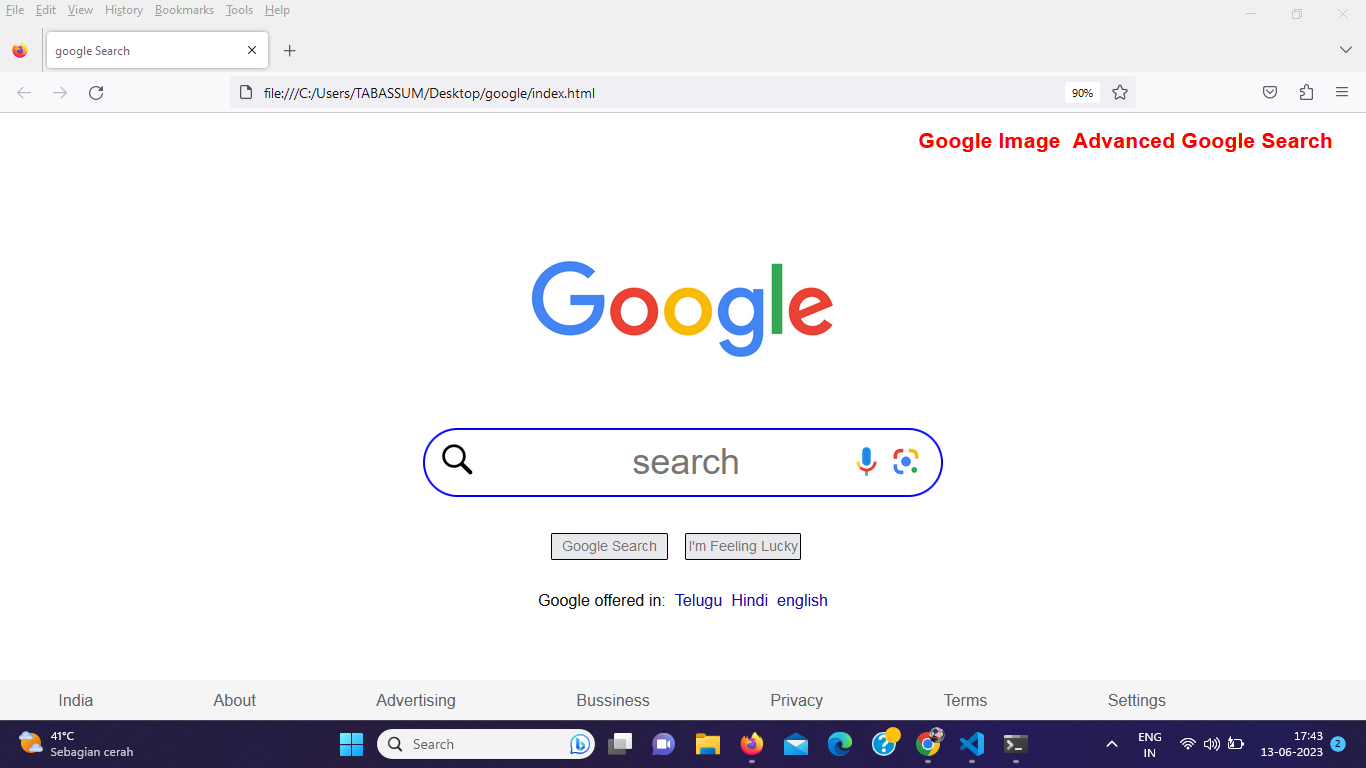 File Edit View History Bookmarks Tools Help
google Search
file:///C:/Users/TABASSUM/Desktop/google/index.html 90%
Google Image Advanced Google Search
Google
search
Google Search I'm Feeling Lucky
Google offered in: Telugu Hindi english
India About Advertising Bussiness Privacy Terms Settings
41°C
Sebagian cerah
Search
ENG
IN
17:43
13-06-2023
2